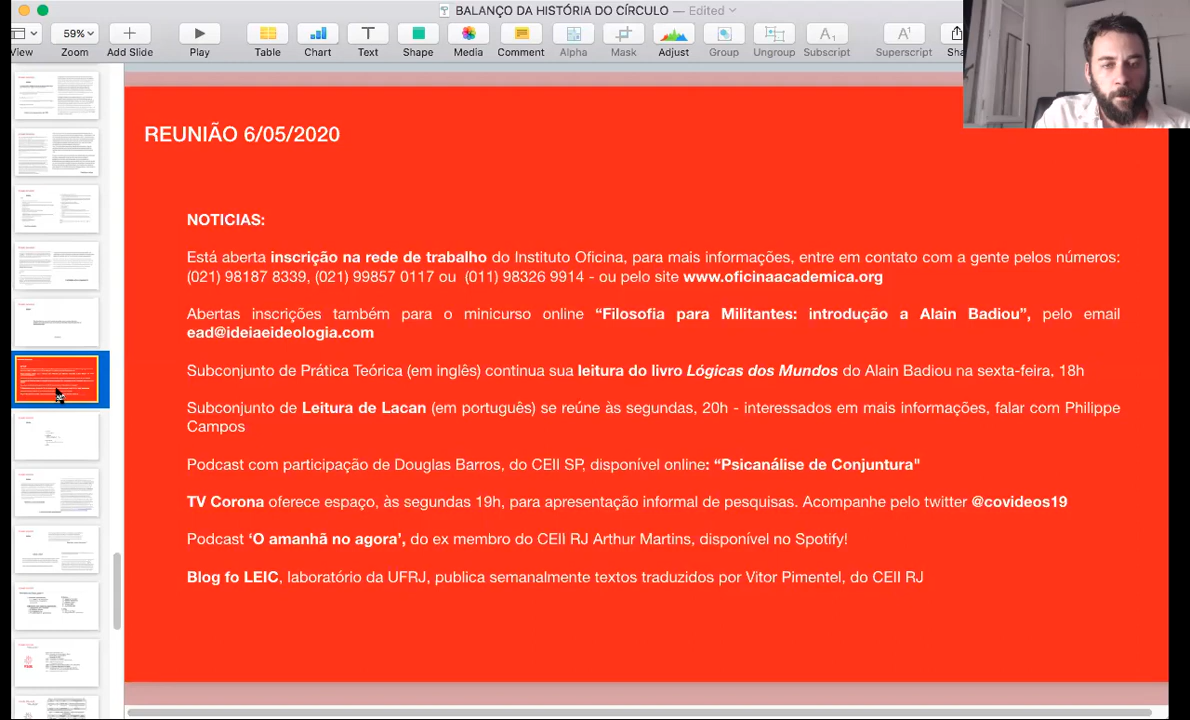 BALANÇO DA HISTÓRIA DO CÍRCULO — Edited
59%
View Zoom Add Slide Play Table Chart Text Shape Media Comment Alpha Mask Adjust Group Ungroup Subscript Superscript Sha
REUNIÃO 6/05/2020
NOTICIAS:
Está aberta inscrição na rede de trabalho do Instituto Oficina, para mais informações, entre em contato com a gente pelos números:
(021) 98187 8339, (021) 99857 0117 ou (011) 98326 9914 - ou pelo site www.oficinaacademica.org
Abertas inscrições também para o minicurso online “Filosofia para Militantes: introdução a Alain Badiou”, pelo email
ead@ideiaeideologia.com
Subconjunto de Prática Teórica (em inglês) continua sua leitura do livro Lógicas dos Mundos do Alain Badiou na sexta-feira, 18h
Subconjunto de Leitura de Lacan (em português) se reúne às segundas, 20h - interessados em mais informações, falar com Philippe
Campos
Podcast com participação de Douglas Barros, do CEII SP, disponível online: “Psicanálise de Conjuntura"
TV Corona oferece espaço, às segundas 19h, para apresentação informal de pesquisas. Acompanhe pelo twitter @covideos19
Podcast ‘O amanhã no agora’, do ex membro do CEII RJ Arthur Martins, disponível no Spotify!
Blog fo LEIC, laboratório da UFRJ, publica semanalmente textos traduzidos por Vitor Pimentel, do CEII RJ